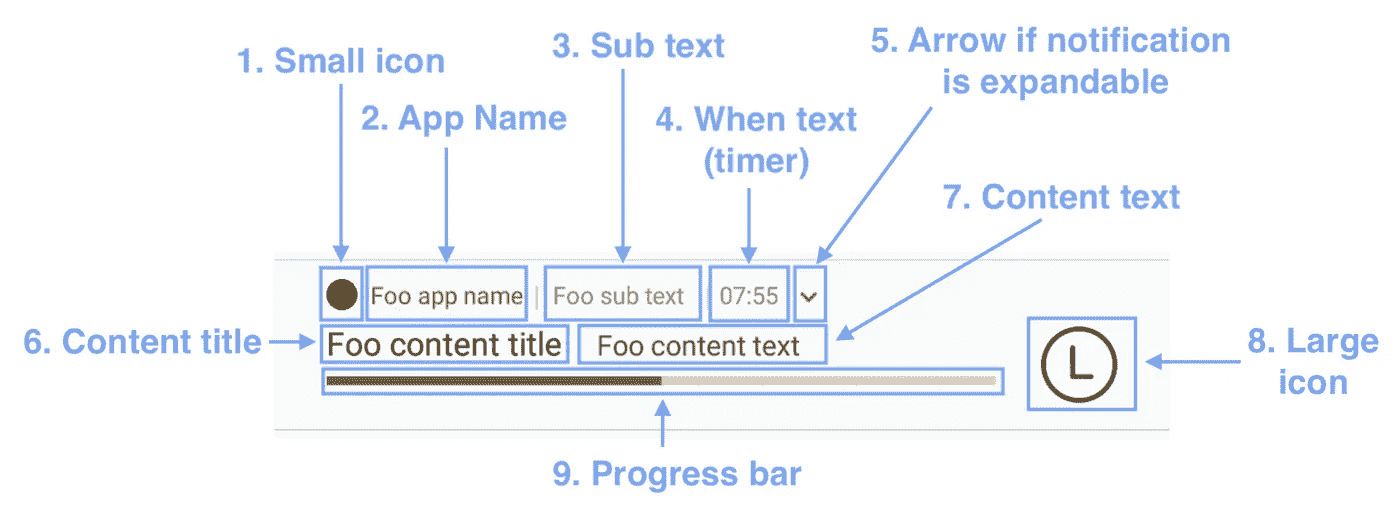 1. Small icon
2. App Name
3. Sub text
4. When text
(timer)
5. Arrow if notification
is expandable
7. Content text
Foo app name | Foo sub text 07:55
6. Content title
Foo content title Foo content text
8. Large
icon
9. Progress bar